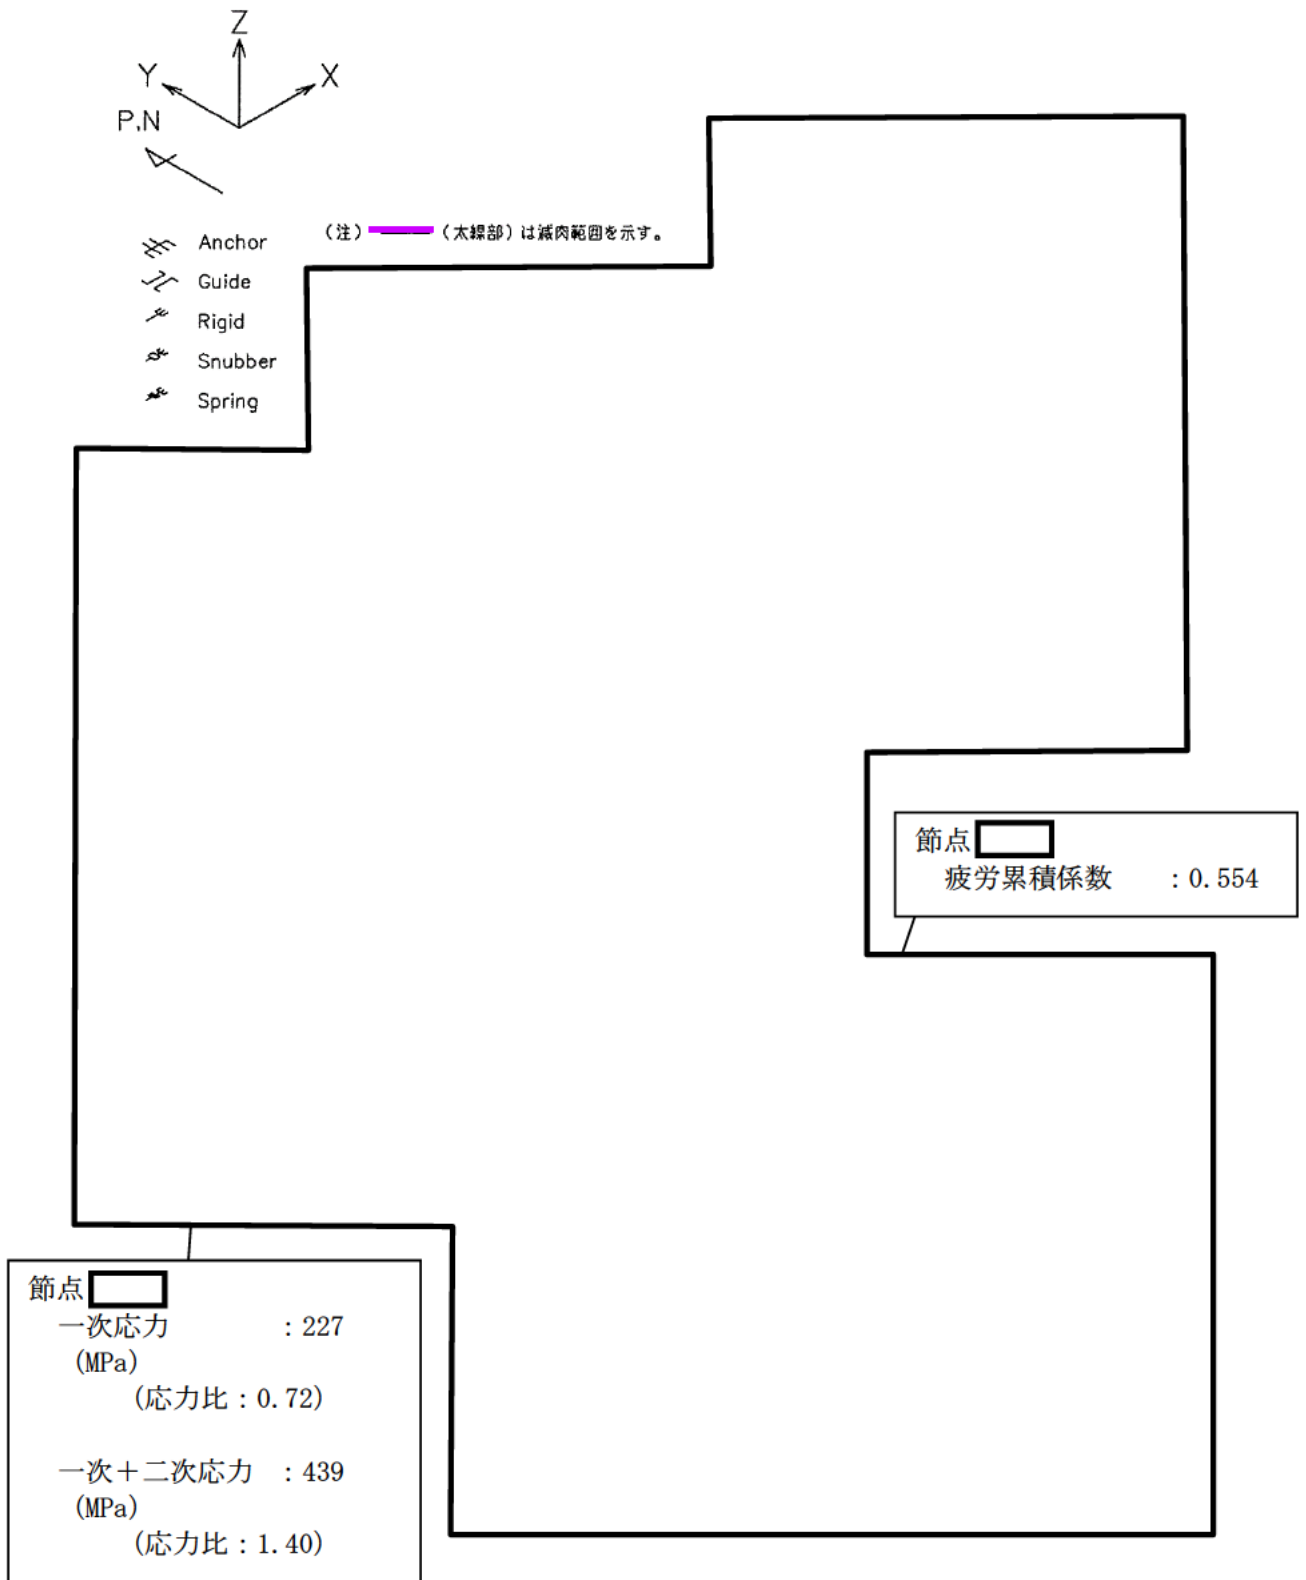 Z
Y
X
P,N
(注) (太線部)は減肉範囲を示す。
Anchor
Guide
Rigid
Snubber
Spring
節点
疲労累積係数 :0.554
節点
一次応力 :227
(MPa)
(応力比:0.72)
一次+二次応力 :439
(MPa)
(応力比:1.40)